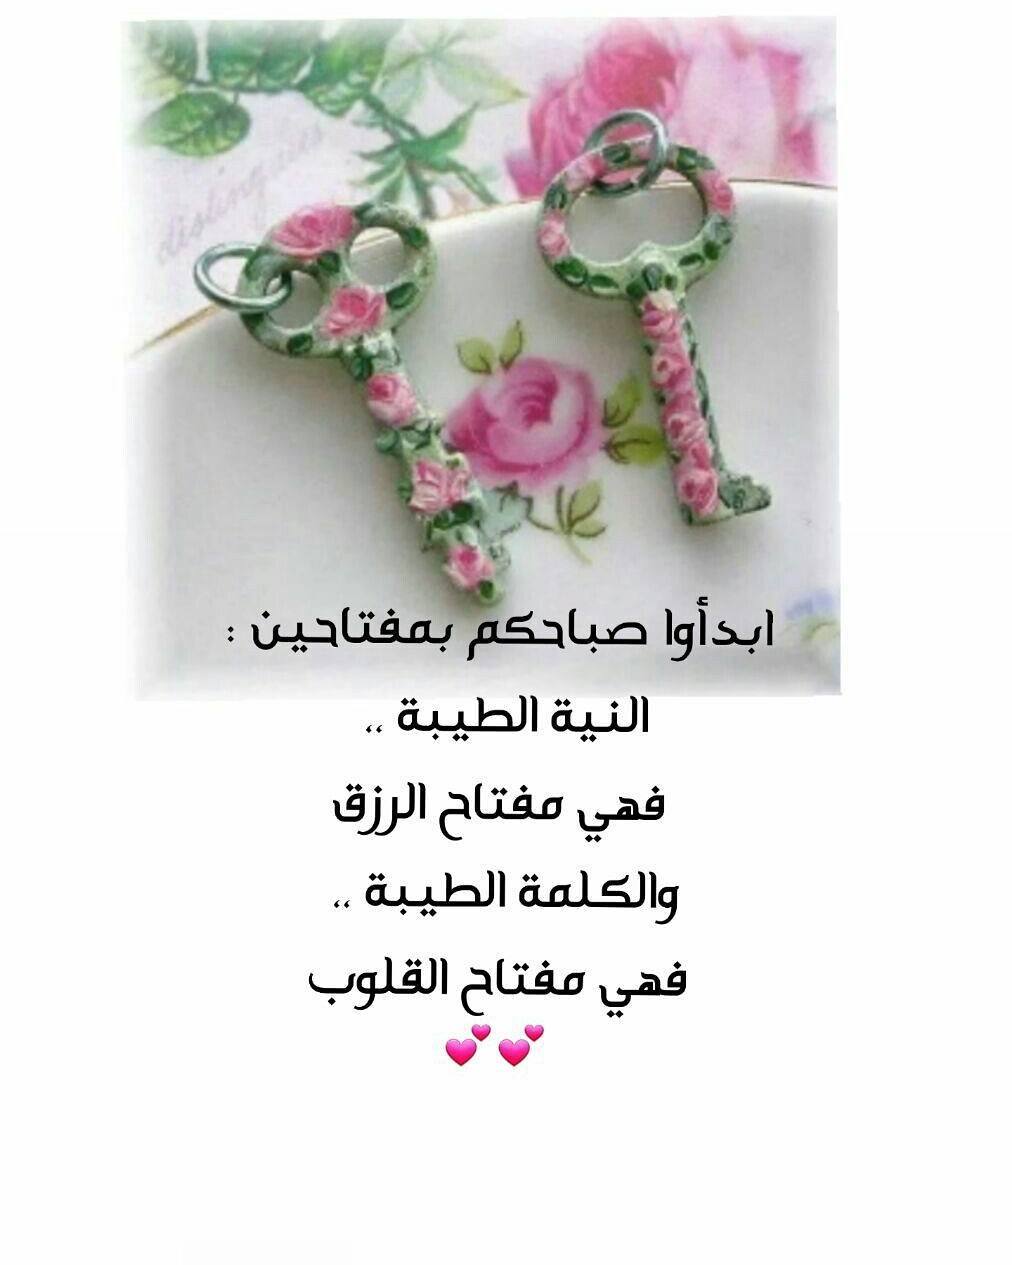 ابدأوا صباحكم بمفتاحين :
النية الطيبة ،،
فهي مفتاح الرزق
والكلمة الطيبة ،،
فهي مفتاح القلوب
💕💕